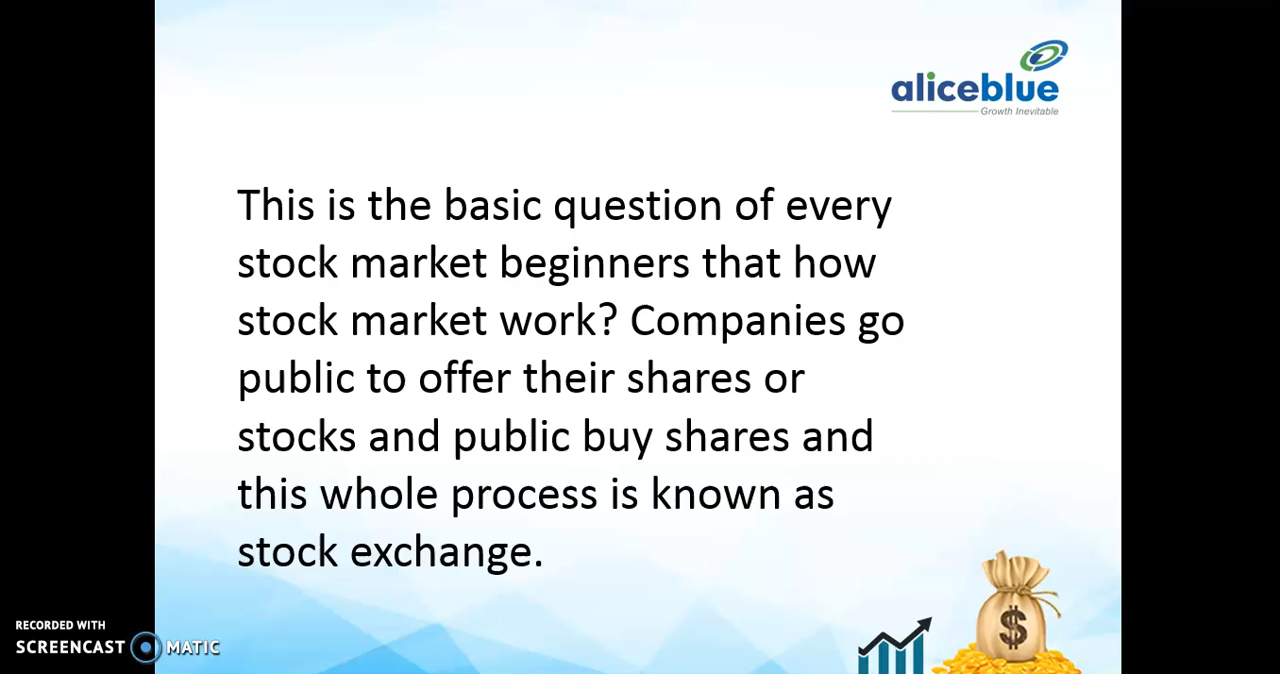 aliceblue
Growth Inevitable
This is the basic question of every
stock market beginners that how
stock market work? Companies go
public to offer their shares or
stocks and public buy shares and
this whole process is known as
stock exchange.
$
RECORDED WITH
SCREENCAST MATIC